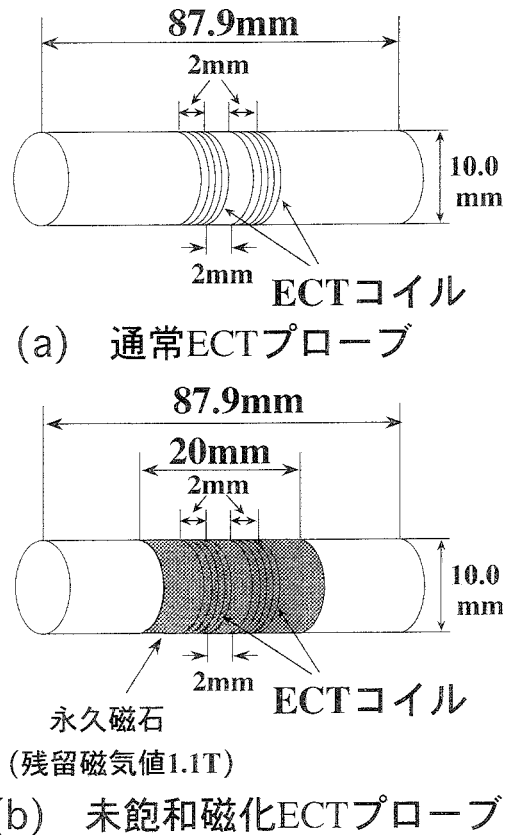 87.9mm
2mm
10.0
mm
2mm
ECTコイル
(a) 通常ECTプローブ
87.9mm
20mm
2mm
10.0
mm
2mm
ECTコイル
永久磁石
(残留磁気値1.1T)
(b) 未飽和磁化ECTプローブ